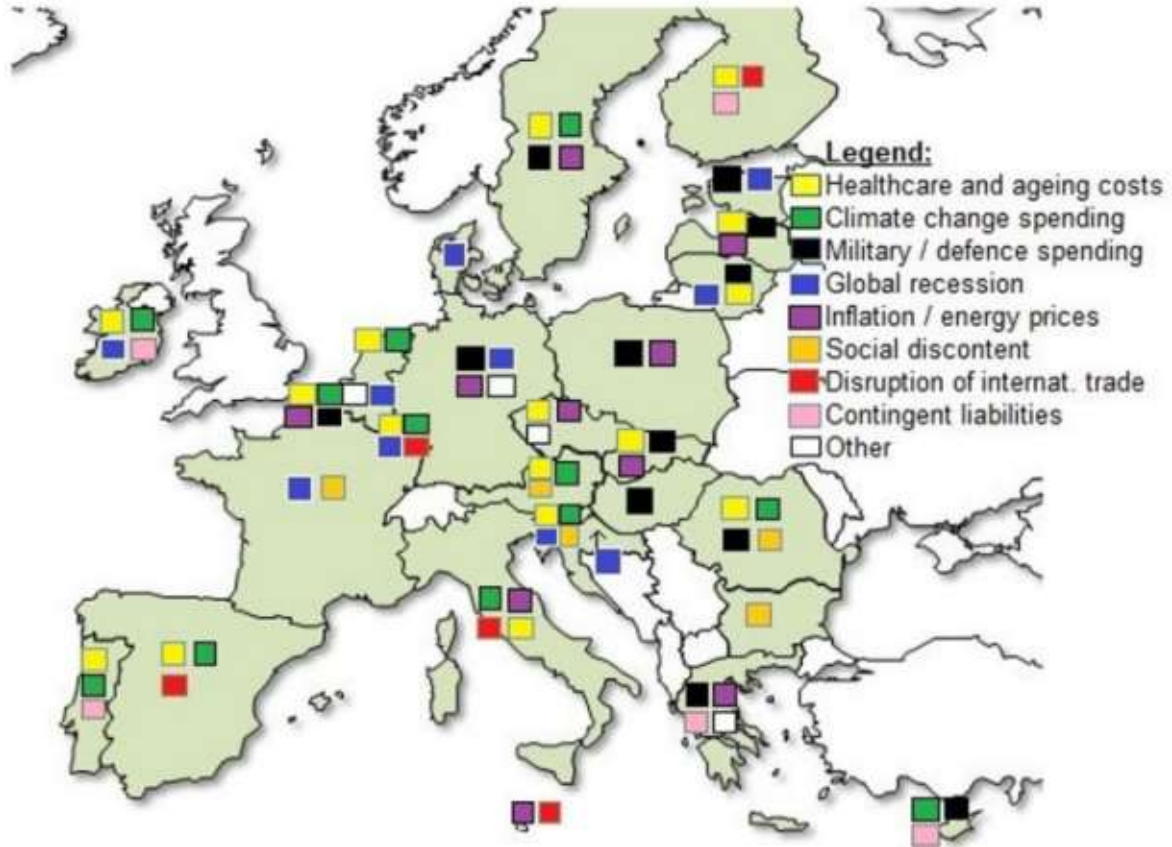 Legend:
Healthcare and ageing costs
Climate change spending
Military / defence spending
Global recession
Inflation / energy prices
Social discontent
Disruption of internat. trade
Contingent liabilities
Other